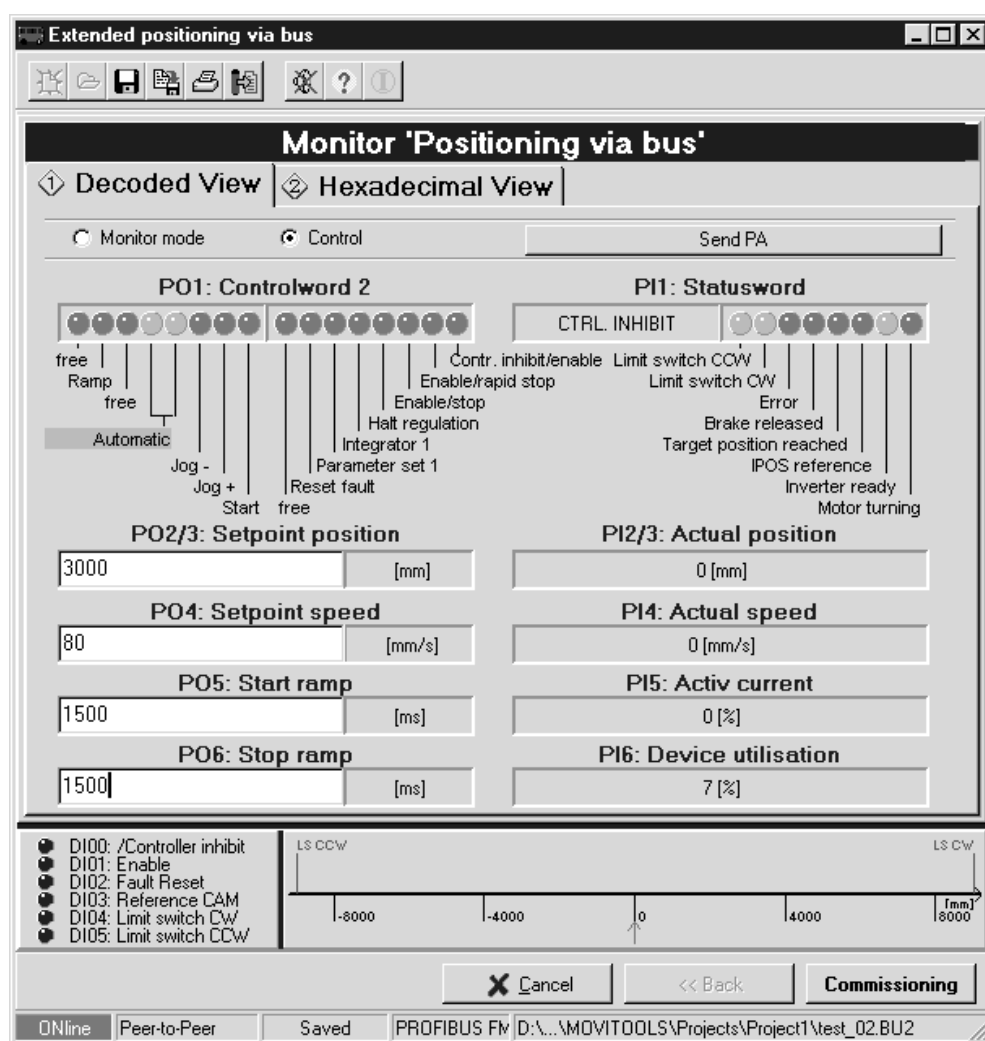 Extended positioning via bus
Monitor 'Positioning via bus'
1 Decoded View 2 Hexadecimal View
Monitor mode Control Send PA
PO1: Controlword 2 PI1: Statusword
CTRL. INHIBIT
free Contr. inhibit/enable Limit switch CCW
Ramp Enable/rapid stop Limit switch CW
free Enable/stop Error
Halt regulation Brake released
Automatic Integrator 1 Target position reached
Jog - Parameter set 1 IPOS reference
Jog + Reset fault Inverter ready
Start free Motor turning
PO2/3: Setpoint position PI2/3: Actual position
3000 [mm] 0 [mm]
PO4: Setpoint speed PI4: Actual speed
80 [mm/s] 0 [mm/s]
PO5: Start ramp PI5: Activ current
1500 [ms] 0 [%]
PO6: Stop ramp PI6: Device utilisation
1500 [ms] 7 [%]
DI00: /Controller inhibit
DI01: Enable
DI02: Fault Reset
DI03: Reference CAM
DI04: Limit switch CW
DI05: Limit switch CCW
LS CCW LS CW
-8000 -4000 0 4000 8000 [mm]
Cancel << Back Commissioning
ONline Peer-to-Peer Saved PROFIBUS FM D:\...\MOVITOOLS\Projects\Project1\test_02.BU2